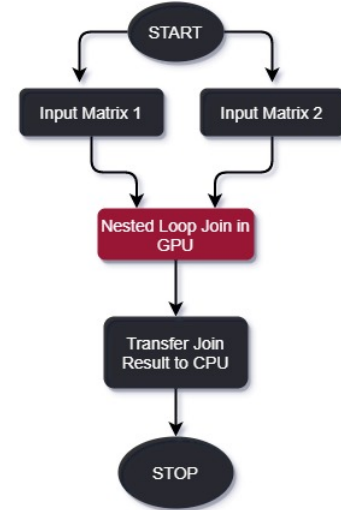 START
Input Matrix 1
Input Matrix 2
Nested Loop Join in
GPU
Transfer Join
Result to CPU
STOP